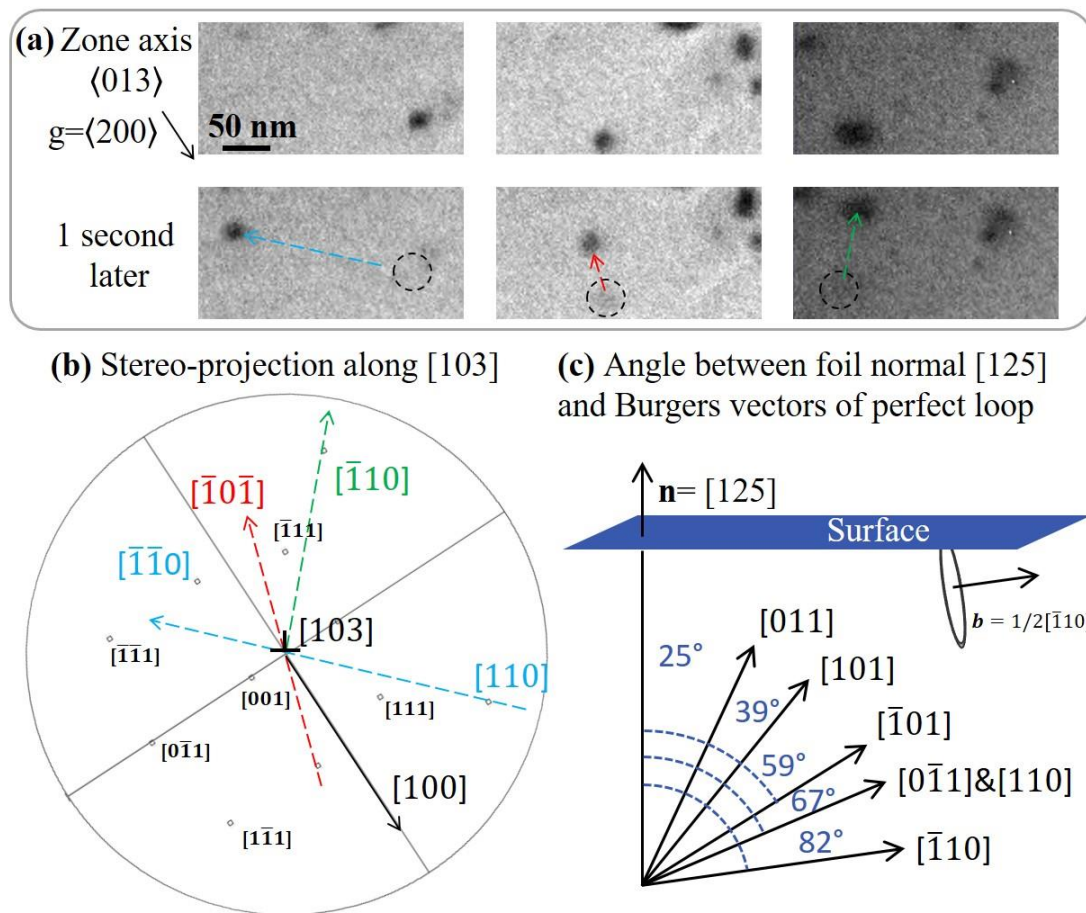 (a) Zone axis
⟨013⟩
g=⟨200⟩
50 nm
1 second
later
(b) Stereo-projection along [103]
[1̅01̅]
[1̅10]
[1̅11]
[1̅1̅0]
[103]
[1̅1̅1]
[001]
[111]
[110]
[01̅1]
[100]
[11̅1]
(c) Angle between foil normal [125]
and Burgers vectors of perfect loop
n= [125]
Surface
b = 1/2[1̅10
25°
[011]
39°
[101]
59°
[1̅01]
67°
[01̅1]&[110]
82°
[1̅10]